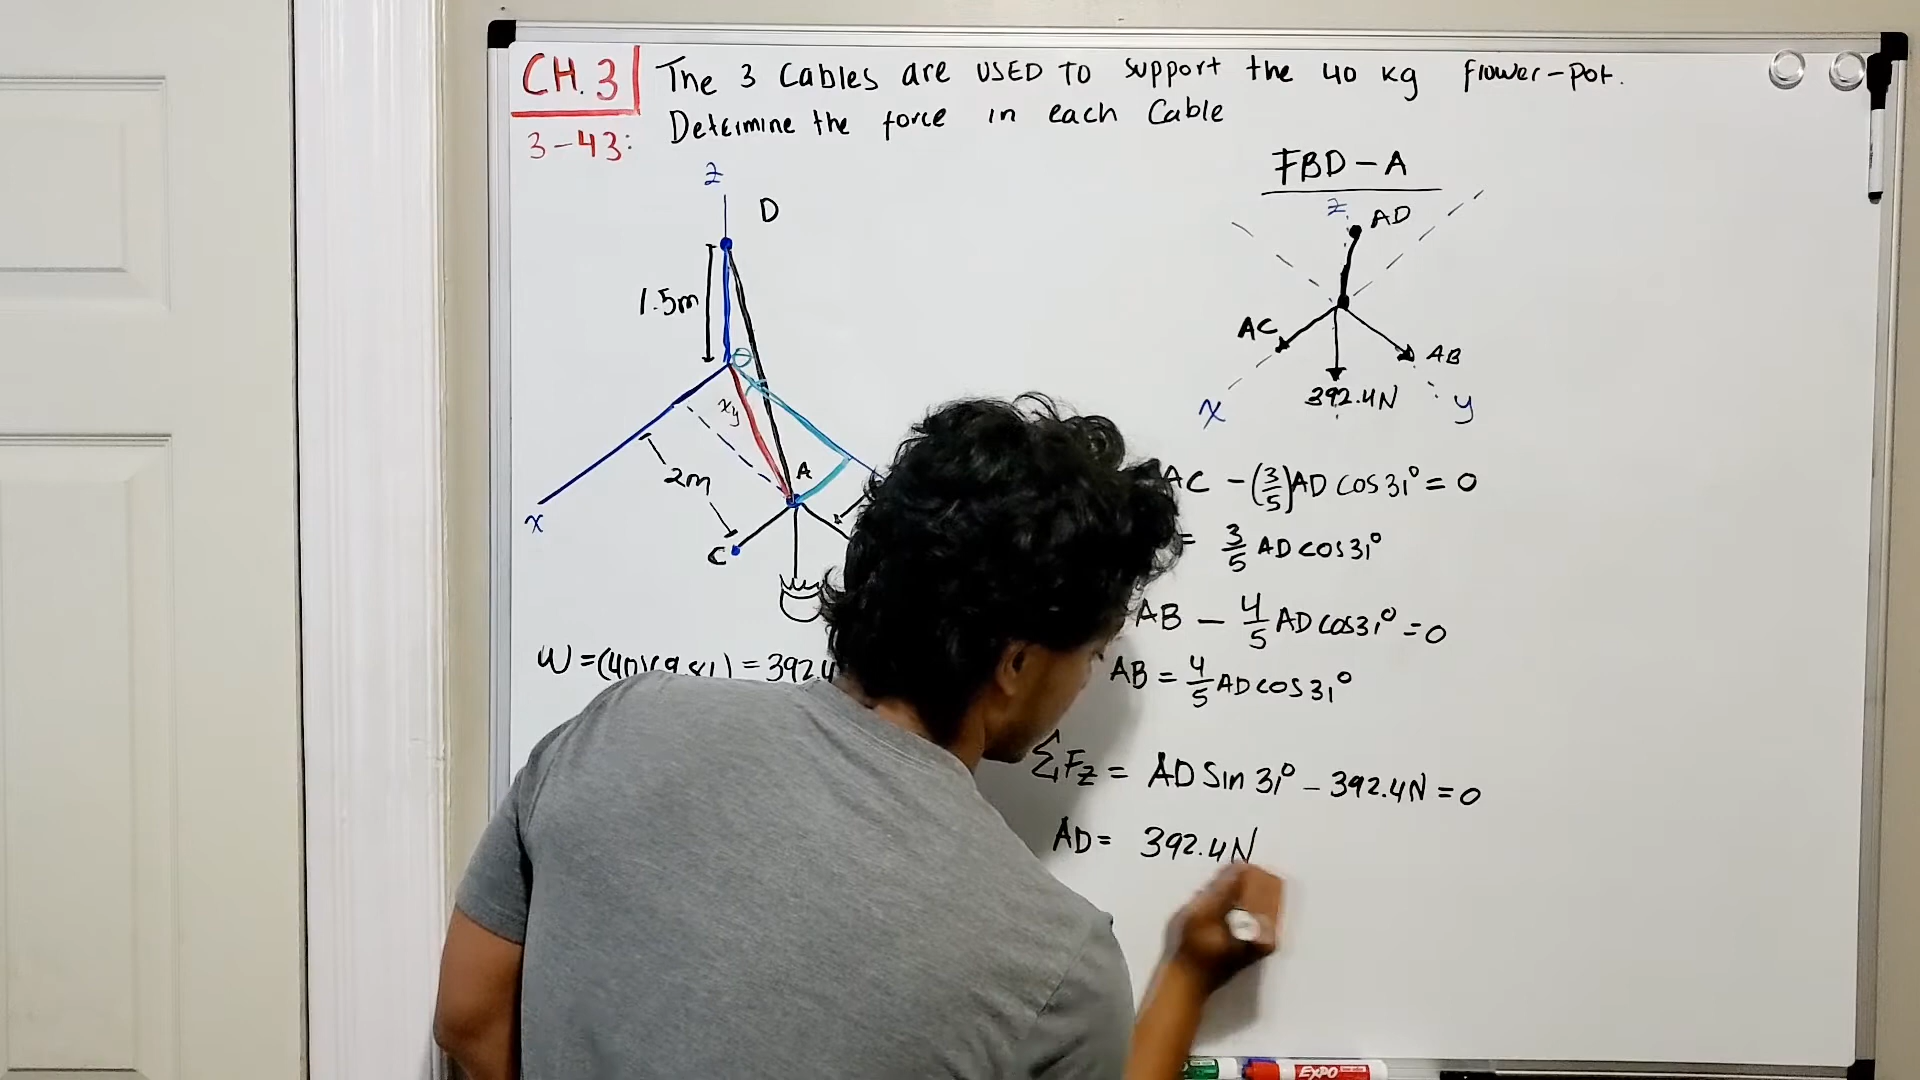 CH.3
The 3 Cables are USED TO support the 40 kg flower-pot.
3-43:
Determine the force in each Cable
z
D
1.5m
θ
xy
A
2m
x
C
W=(40)(9.81) = 392.4
FBD-A
z
AD
AC
AB
392.4N
x
y
AC - (3/5)AD COS 31° = 0
= 3/5 AD COS 31°
AB - 4/5 AD COS 31° = 0
AB = 4/5 AD COS 31°
ΣFz = AD Sin 31° - 392.4N = 0
AD = 392.4N
EXPO